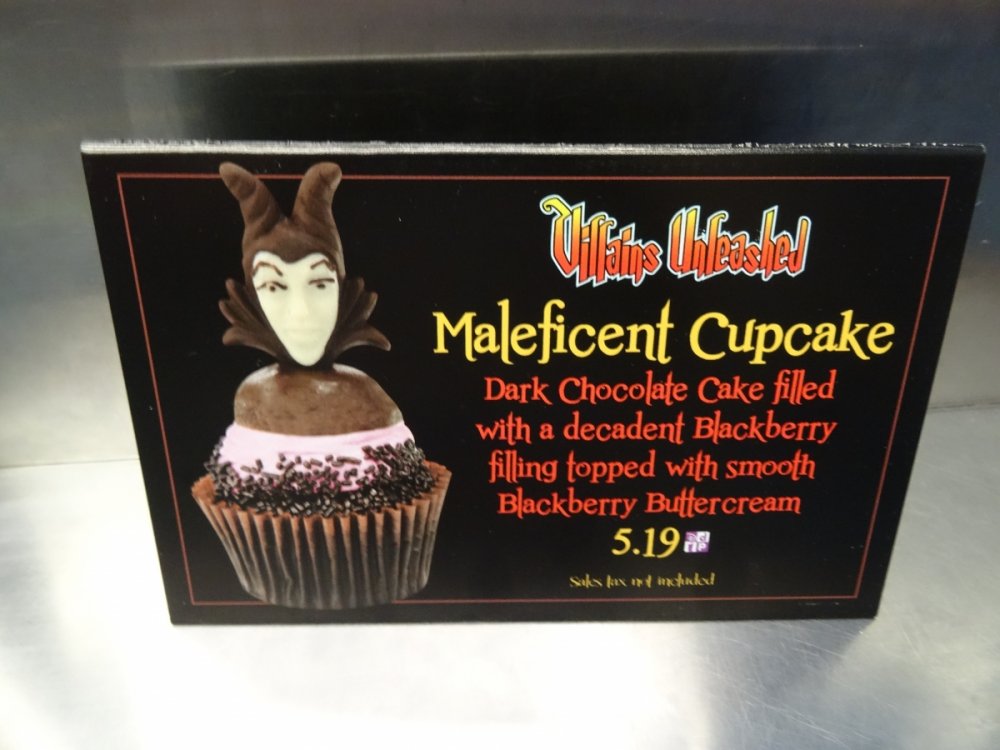 Villains Unleashed
Maleficent Cupcake
Dark Chocolate Cake filled
with a decadent Blackberry
filling topped with smooth
Blackberry Buttercream
5.19
Sales tax not included